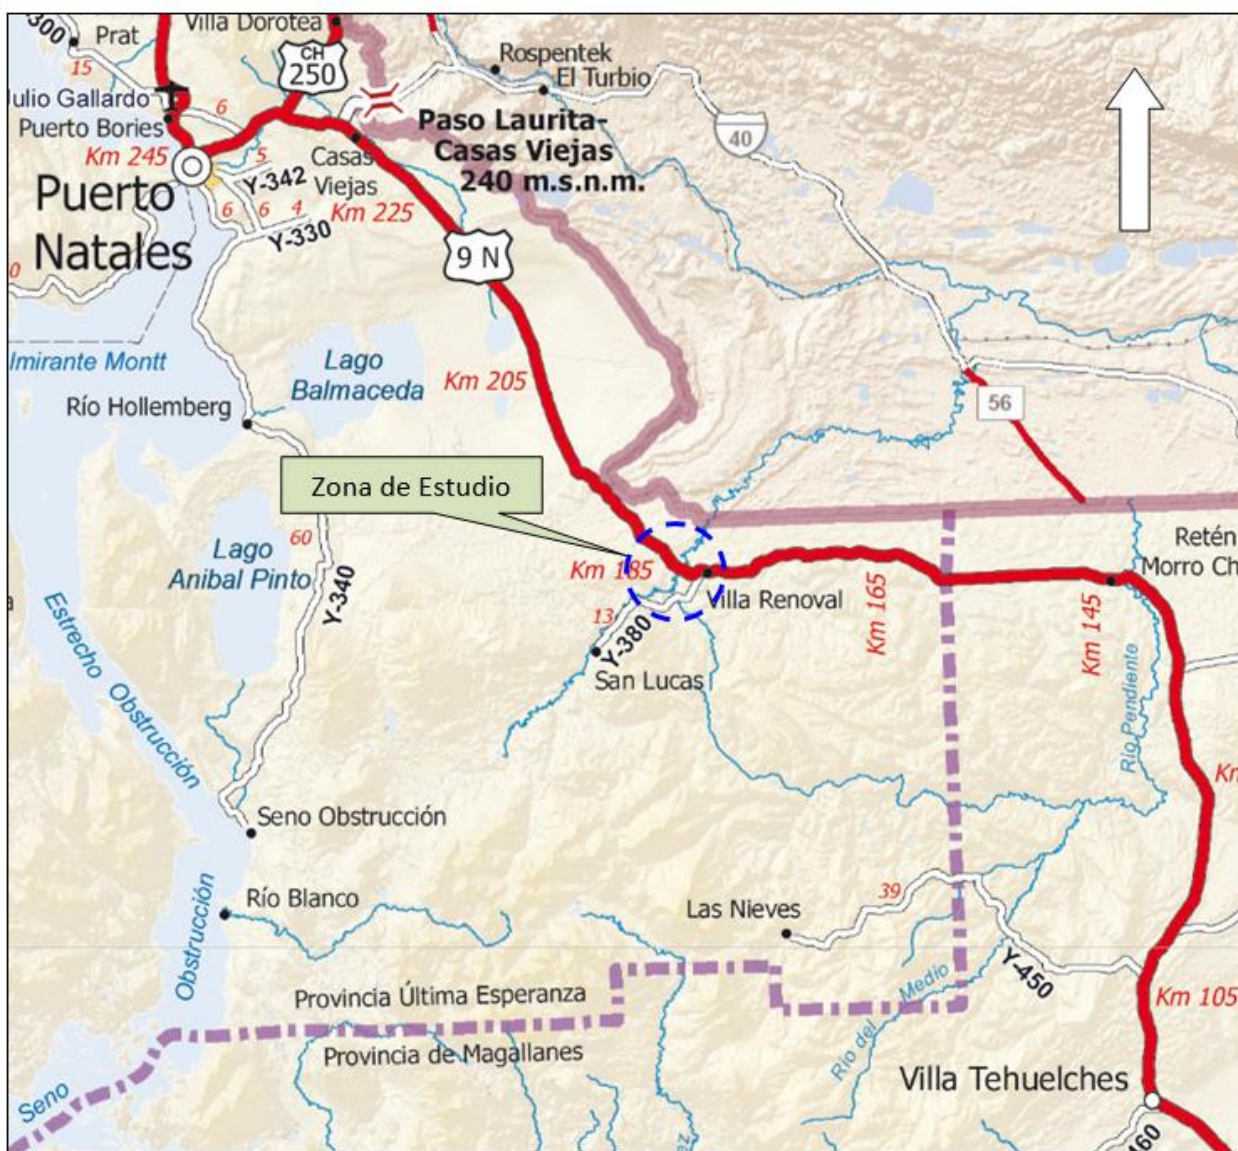 300
Prat
Villa Dorotea
15
CH
250
Rospentek
El Turbio
Julio Gallardo
6
Puerto Bories
Km 245
5
Casas
Viejas
Paso Laurita-
Casas Viejas
240 m.s.n.m.
40
Puerto
Natales
Y-342
6
6
4
Km 225
Y-330
9 N
0
lmirante Montt
Lago
Balmaceda
Km 205
56
Río Hollemberg
Zona de Estudio
60
Lago
Anibal Pinto
Y-340
Km 185
13
Y-380
Villa Renoval
San Lucas
Km 165
Km 145
Retén
Morro Ch
Río Pendiente
a
Estrecho Obstrucción
Km
Seno Obstrucción
Río Blanco
Obstrucción
Las Nieves
39
Y-450
Medio
Río del
Km 105
Provincia Última Esperanza
Provincia de Magallanes
Seno
Villa Tehuelches
ez
460